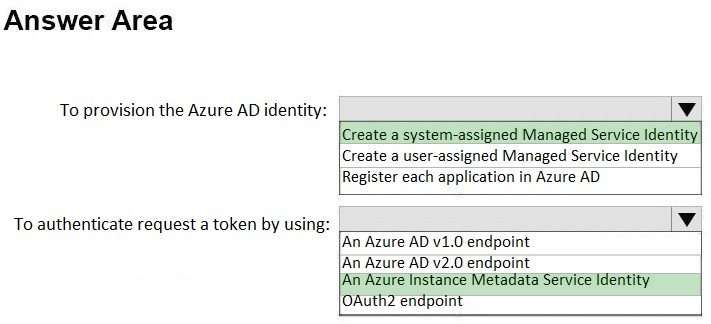 Answer Area
To provision the Azure AD identity:
Create a system-assigned Managed Service Identity
Create a user-assigned Managed Service Identity
Register each application in Azure AD
To authenticate request a token by using:
An Azure AD v1.0 endpoint
An Azure AD v2.0 endpoint
An Azure Instance Metadata Service Identity
OAuth2 endpoint